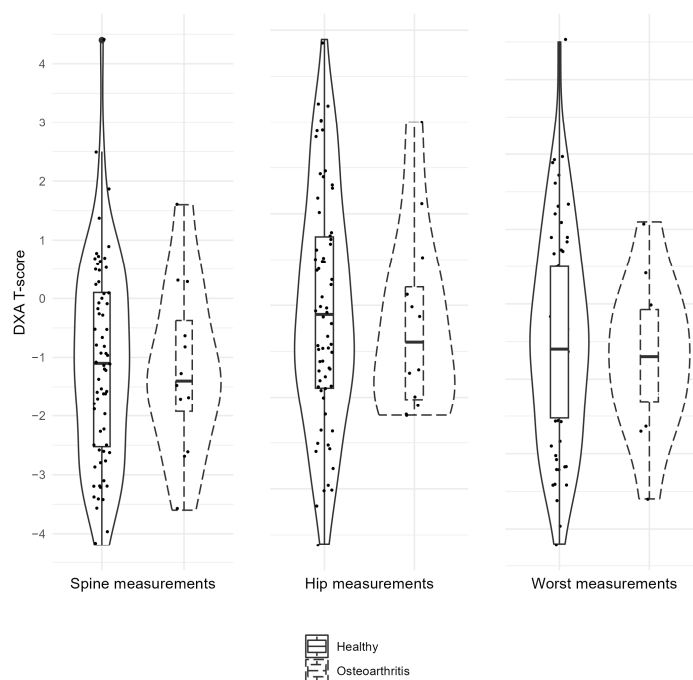 DXA T-score
4
3
2
1
0
−1
−2
−3
−4
Spine measurements
Hip measurements
Worst measurements
Healthy
Osteoarthritis